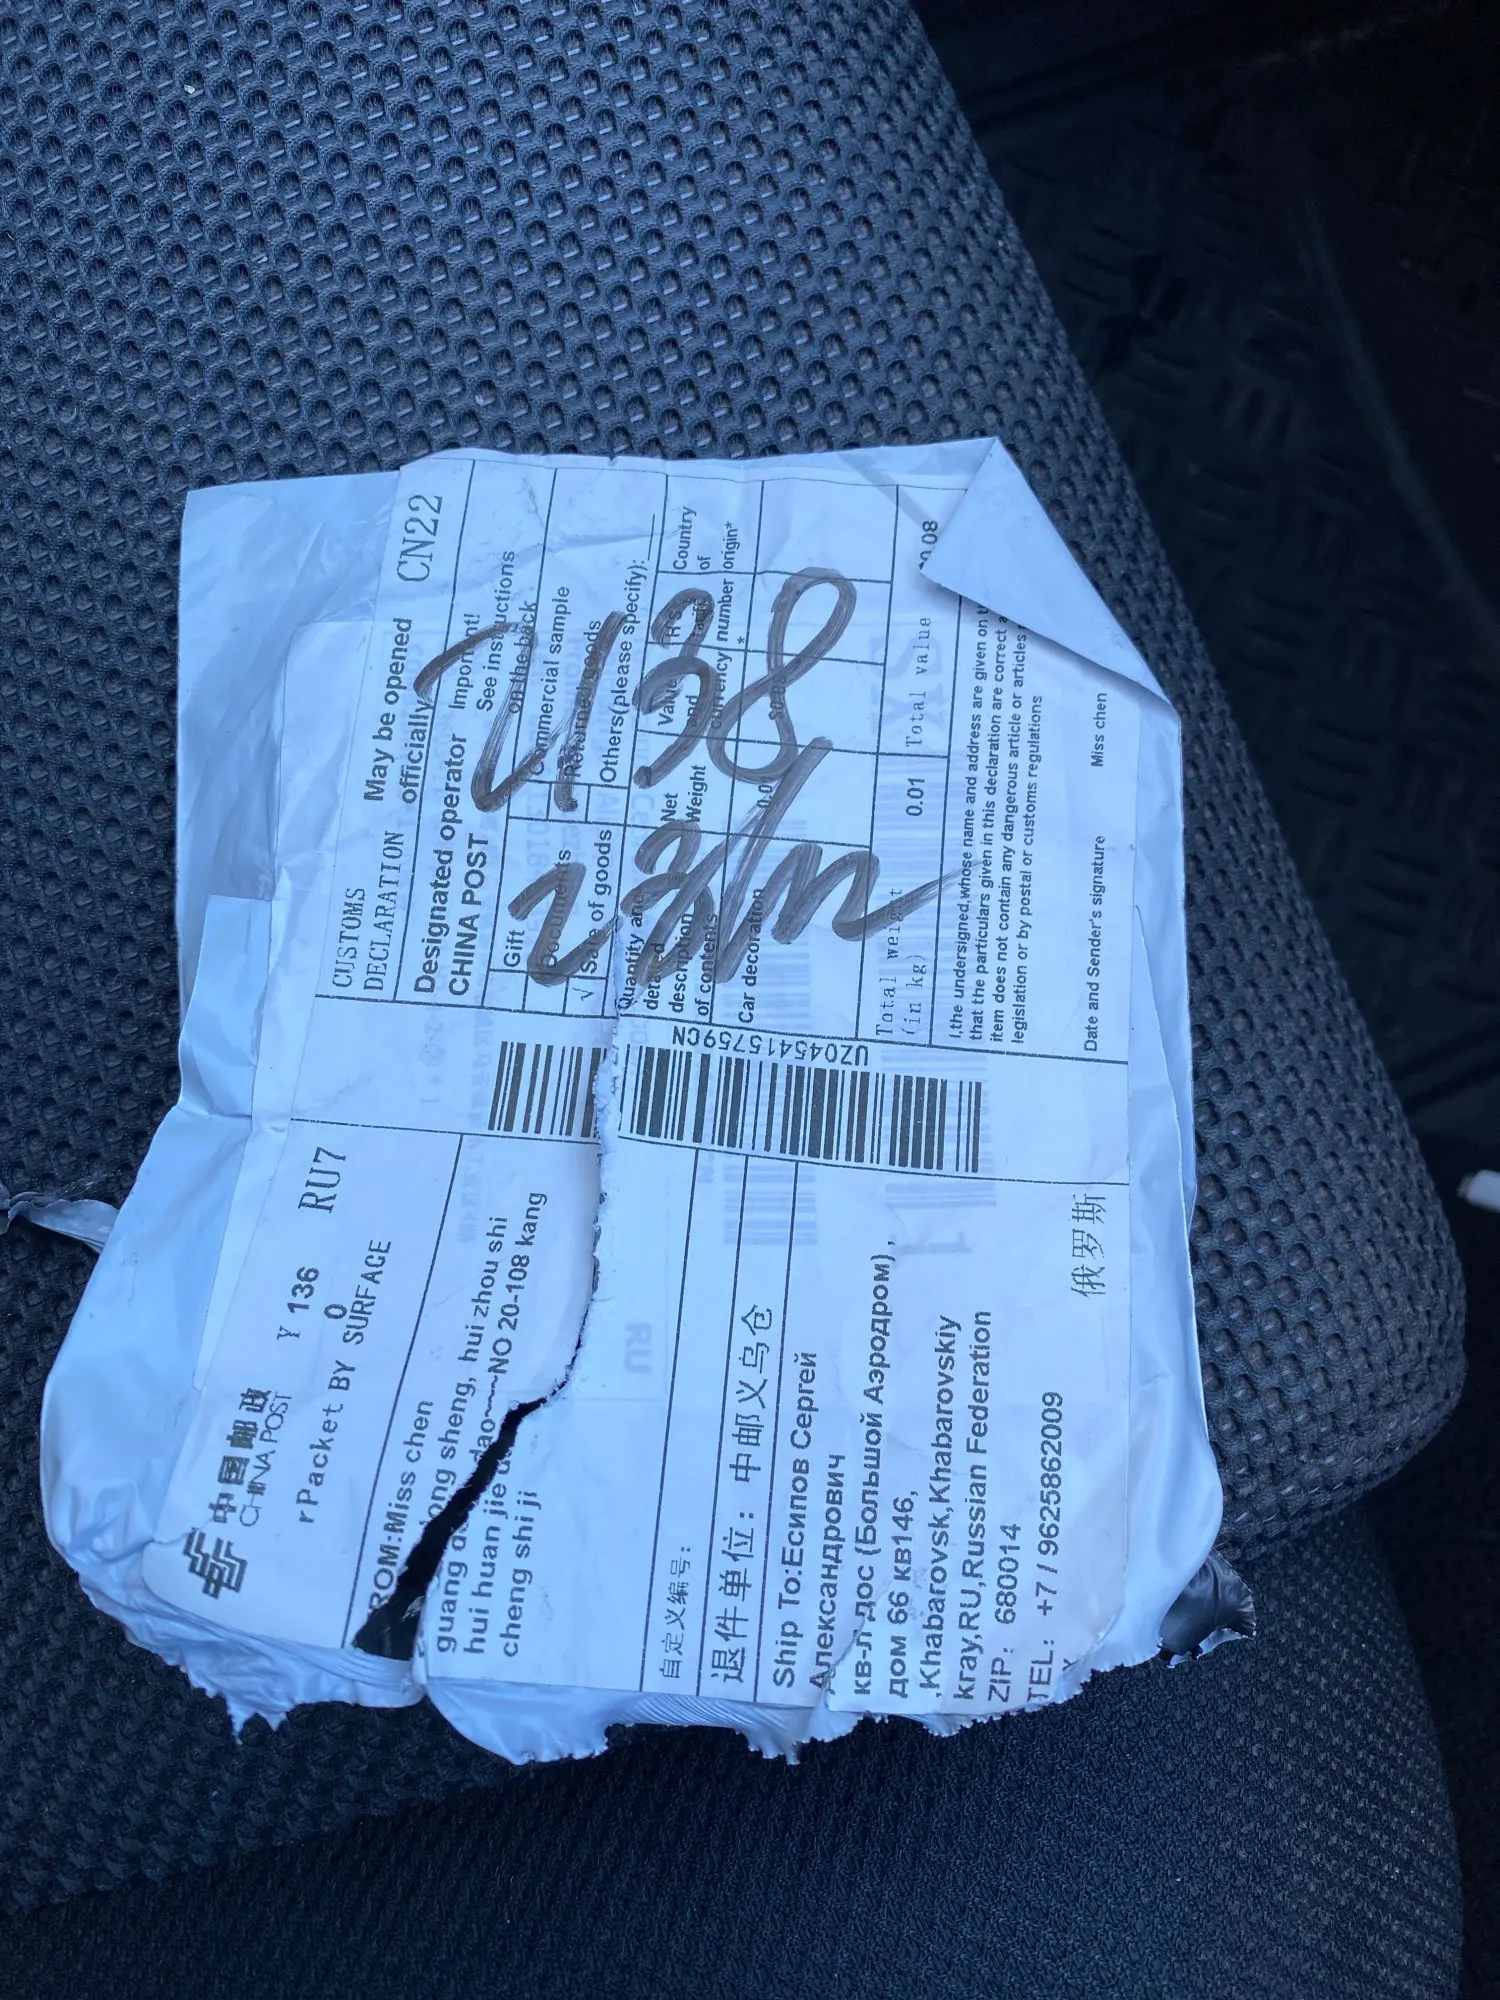 中国邮政
CHINA POST
Y 136 RU7
0
rPacket BY SURFACE
ROM:Miss chen
guang dong sheng, hui zhou shi
hui huan jie dao——NO 20-108 kang
cheng shi ji
自定义编号:
退件单位: 中邮义乌仓
Ship To:Есипов Сергей
Александрович
кв-л дос (Большой Аэродром) ,
дом 66 кв146,
,Khabarovsk,Khabarovskiy
kray,RU,Russian Federation
ZIP: 680014
TEL: +7 / 9625862009
俄罗斯
UZ045415759CN
CUSTOMS
DECLARATION
May be opened
officially
CN22
Designated operator
CHINA POST
Important!
See instructions
on the back
Gift
Commercial sample
Documents
Returned goods
√ Sale of goods
Others(please specify):
Quantity and
detailed
description
of contents
Net
Weight
Value
and
currency
number
Country
of
origin*
Car decoration
Total weight
(in kg)
0.01
Total value
I,the undersigned,whose name and address are given on
that the particulars given in this declaration are correct
item does not contain any dangerous article or articles
legislation or by postal or customs regulations
Date and Sender's signature
Miss chen